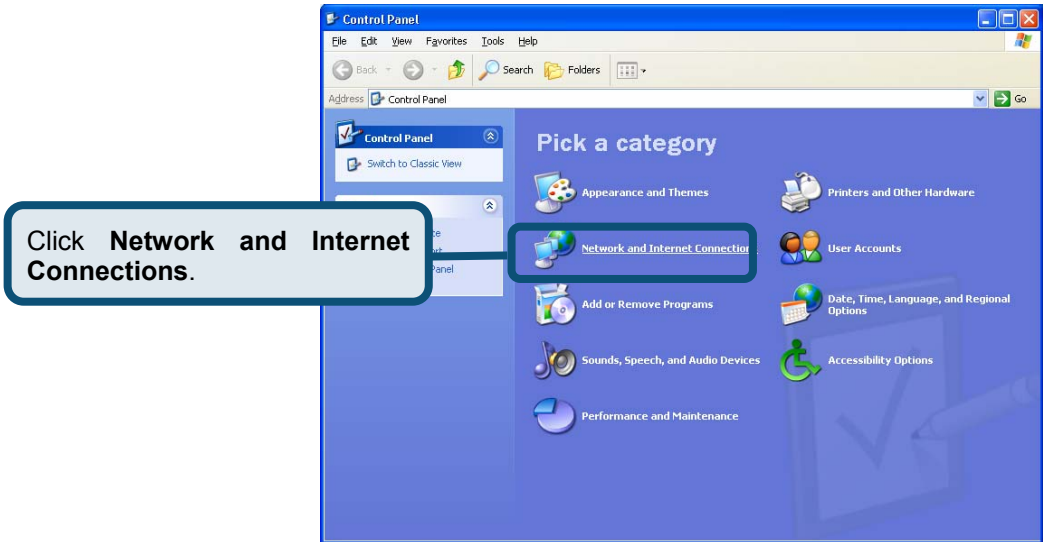 Control Panel
File Edit View Favorites Tools Help
Back Search Folders
Address Control Panel Go
Control Panel
Switch to Classic View
Pick a category
Appearance and Themes
Printers and Other Hardware
Network and Internet Connection
User Accounts
Add or Remove Programs
Date, Time, Language, and Regional
Options
Sounds, Speech, and Audio Devices
Accessibility Options
Performance and Maintenance
Click Network and Internet
Connections.
Panel